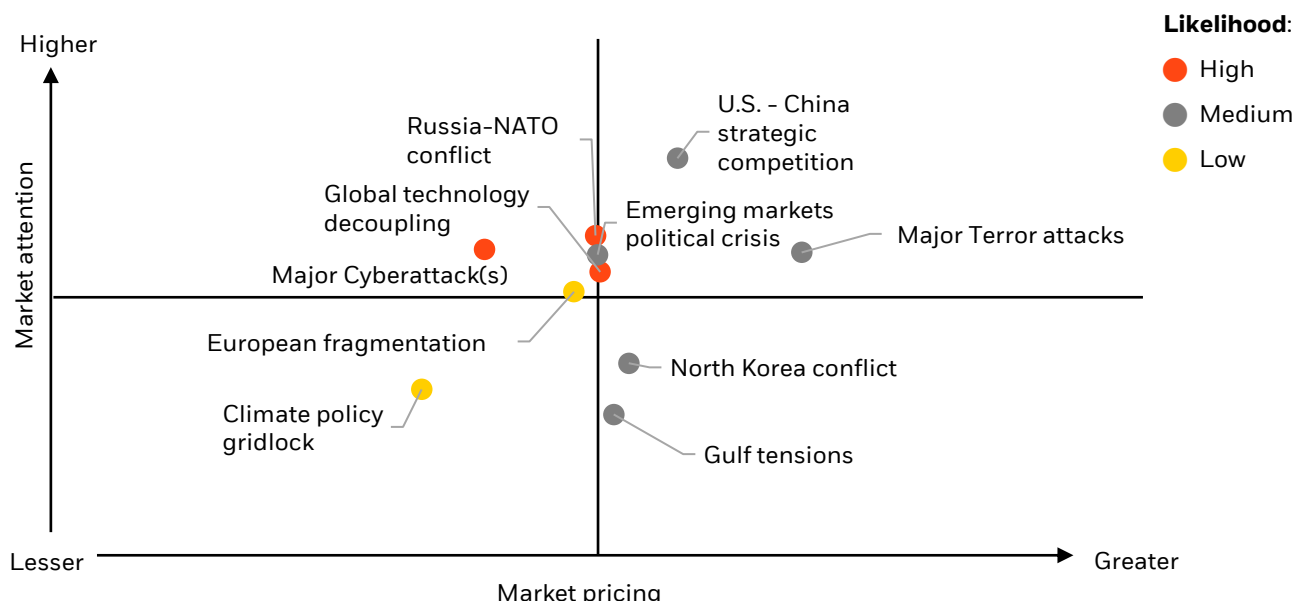 Likelihood:
High
Medium
Low
Higher
Market attention
U.S. - China
strategic
competition
Russia-NATO
conflict
Global technology
decoupling
Emerging markets
political crisis
Major Terror attacks
Major Cyberattack(s)
European fragmentation
North Korea conflict
Climate policy
gridlock
Gulf tensions
Lesser
Greater
Market pricing